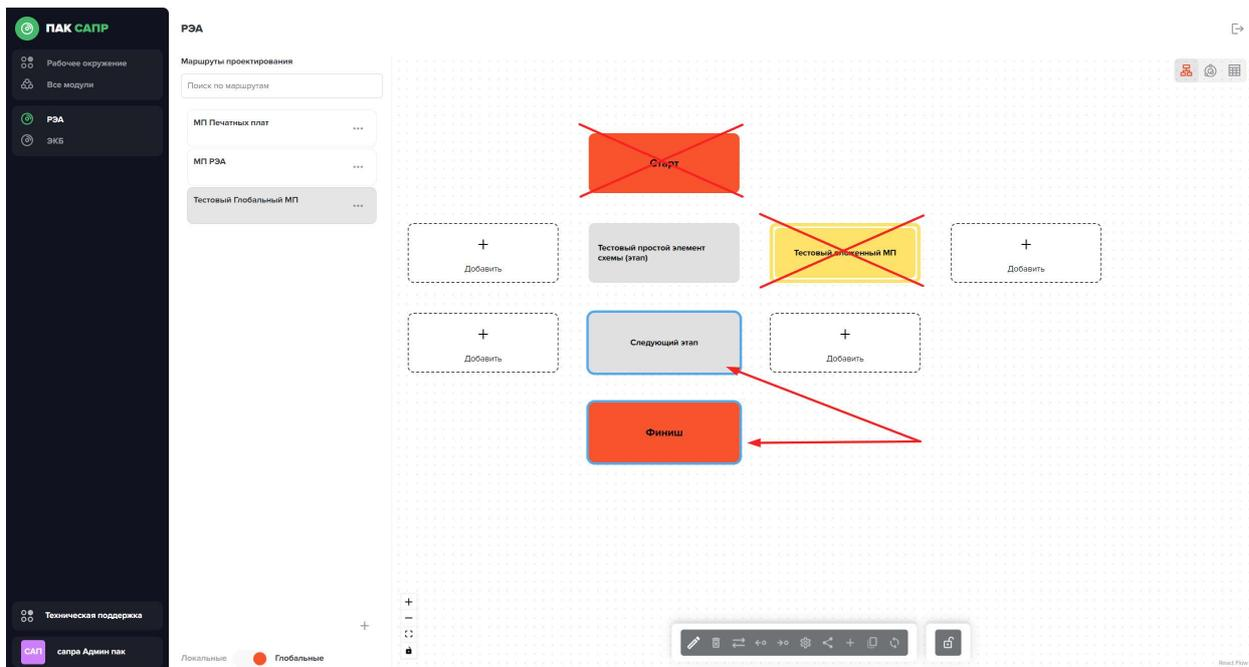 ПАК САПР
РЭА
Рабочее окружение
Все модули
РЭА
ЭКБ
Маршруты проектирования
Поиск по маршрутам
МП Печатных плат
МП РЭА
Тестовый Глобальный МП
Старт
Добавить
Тестовый простой элемент
схемы (этап)
Тестовый вложенный МП
Добавить
Добавить
Следующий этап
Добавить
Финиш
Техническая поддержка
САП
сапра Админ пак
Локальные
Глобальные
React Flow